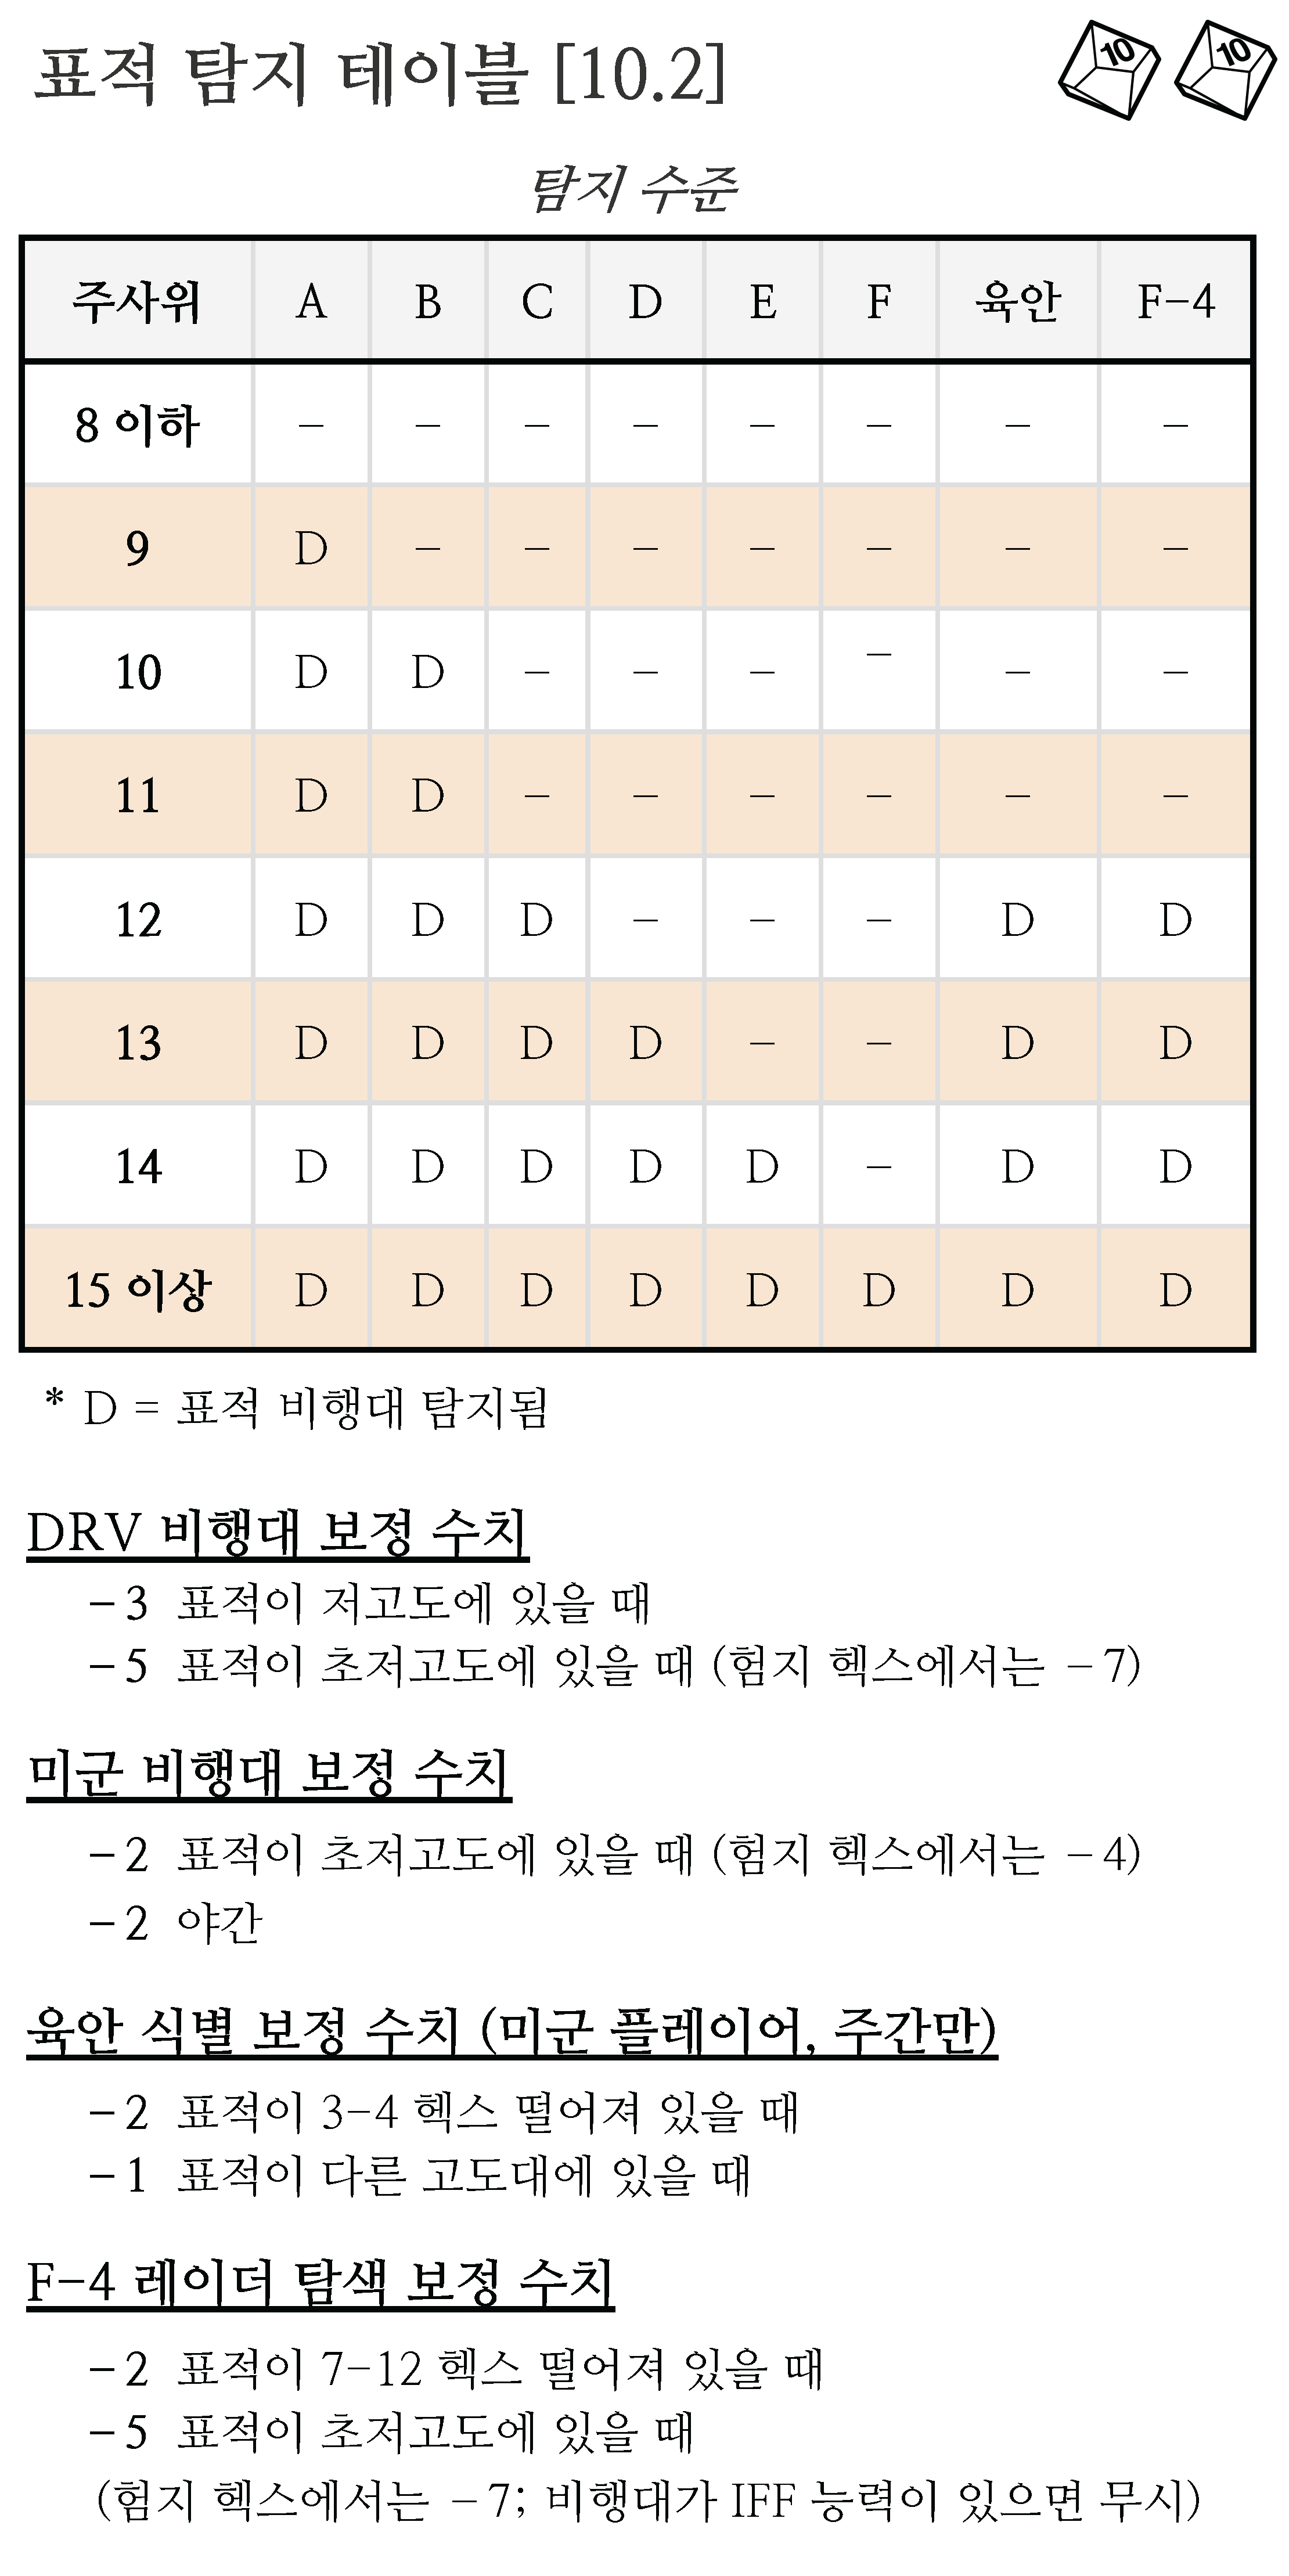 표적 탐지 테이블 [10.2]
10 10
탐지 수준
주사위 A B C D E F 육안 F-4
8 이하 – – – – – – – –
9 D – – – – – – –
10 D D – – – – – –
11 D D – – – – – –
12 D D D – – – D D
13 D D D D – – D D
14 D D D D D – D D
15 이상 D D D D D D D D
* D = 표적 비행대 탐지됨
DRV 비행대 보정 수치
-3 표적이 저고도에 있을 때
-5 표적이 초저고도에 있을 때 (험지 헥스에서는 -7)
미군 비행대 보정 수치
-2 표적이 초저고도에 있을 때 (험지 헥스에서는 -4)
-2 야간
육안 식별 보정 수치 (미군 플레이어, 주간만)
-2 표적이 3-4 헥스 떨어져 있을 때
-1 표적이 다른 고도대에 있을 때
F-4 레이더 탐색 보정 수치
-2 표적이 7-12 헥스 떨어져 있을 때
-5 표적이 초저고도에 있을 때
(험지 헥스에서는 -7; 비행대가 IFF 능력이 있으면 무시)